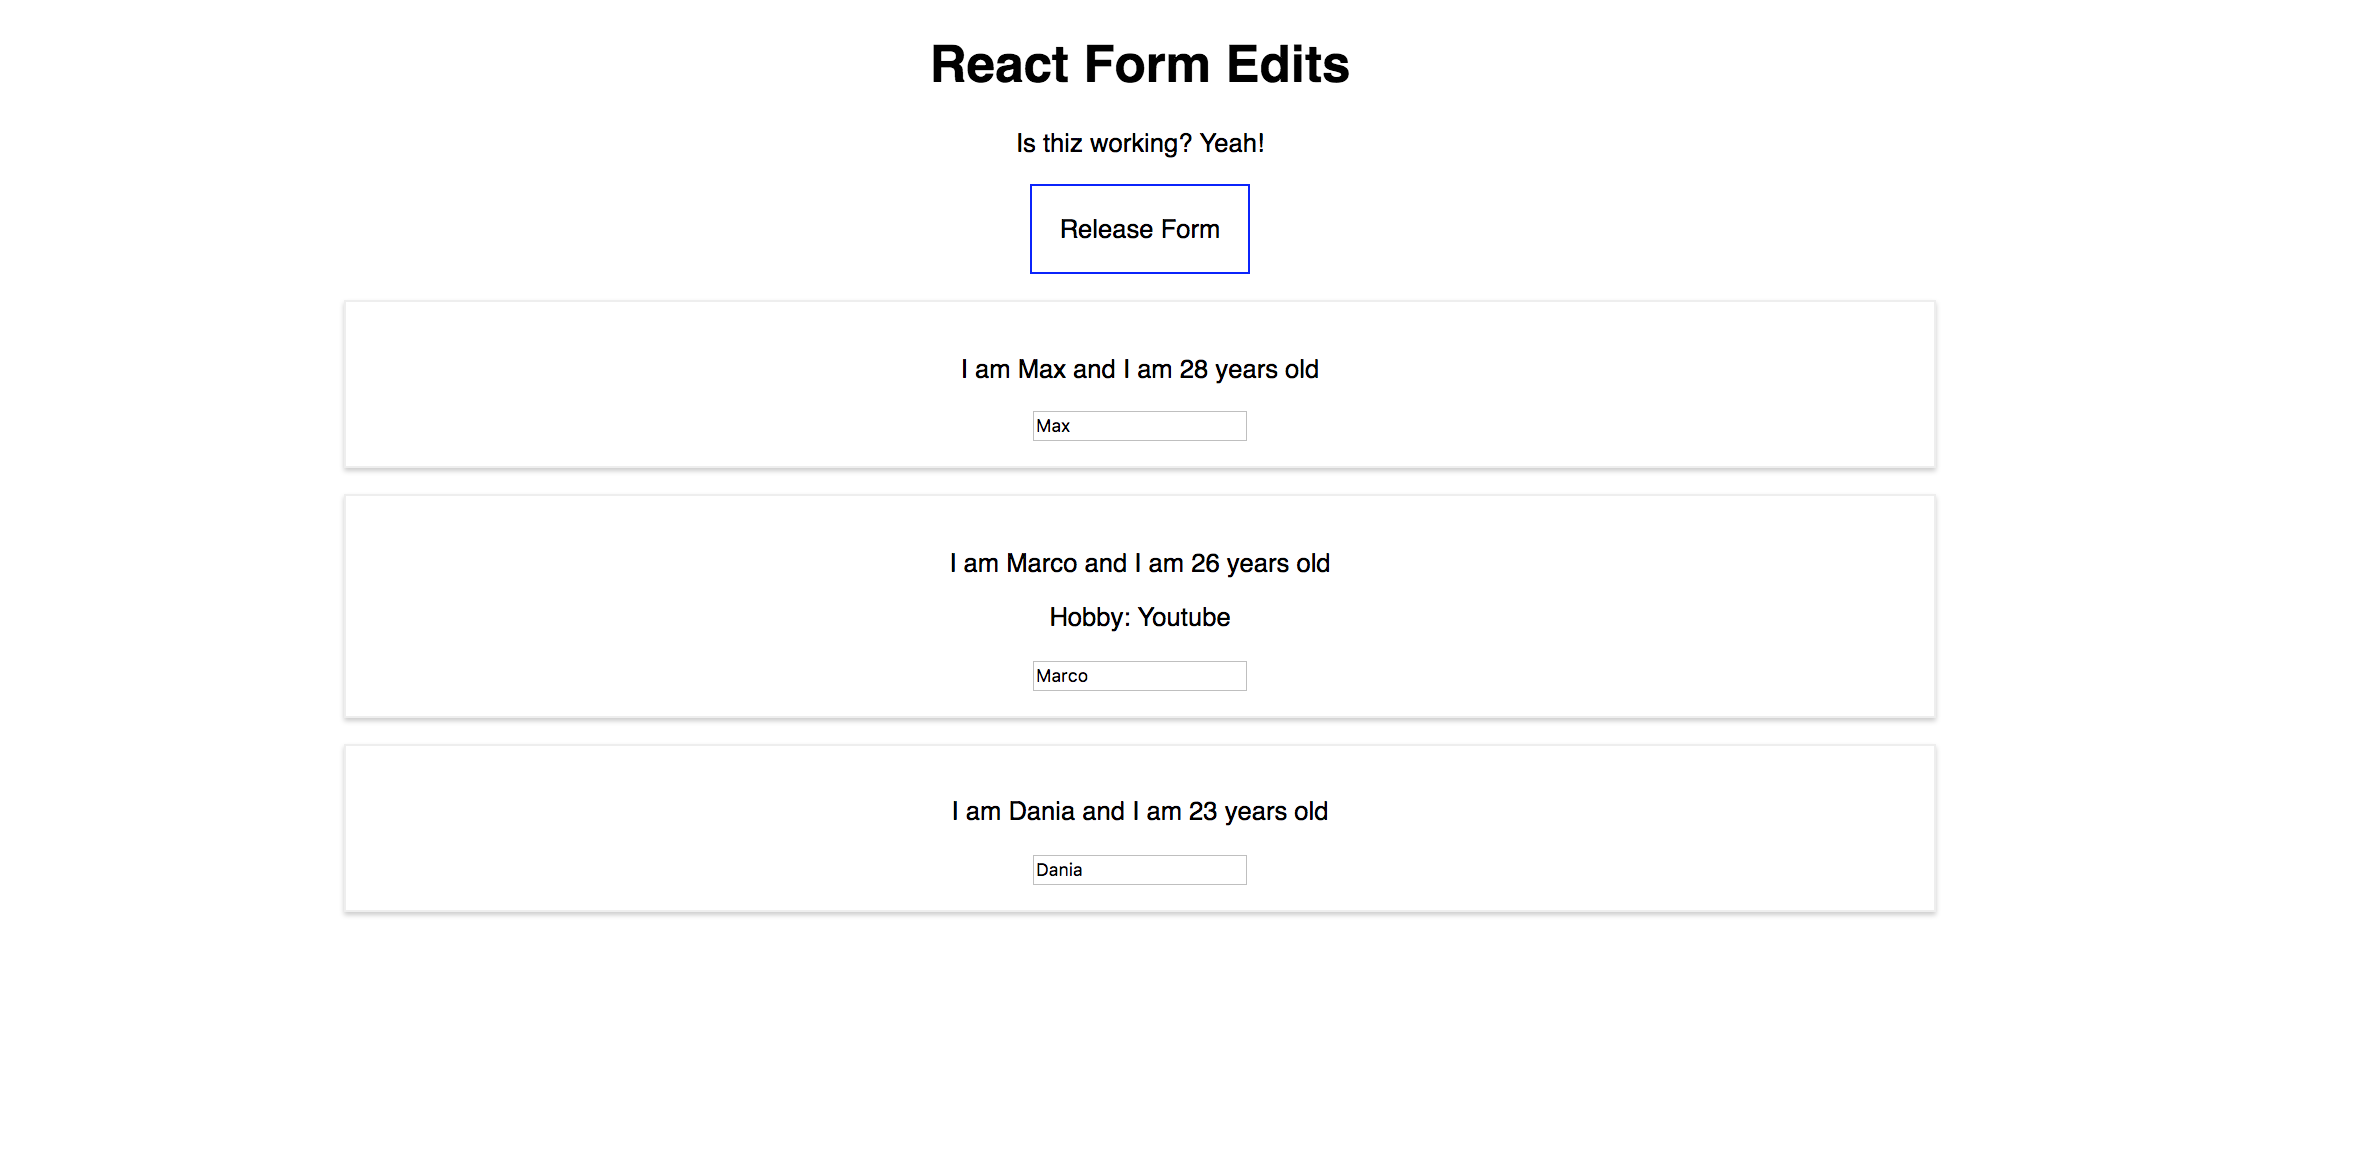 React Form Edits
Is thiz working? Yeah!
Release Form
I am Max and I am 28 years old
Max
I am Marco and I am 26 years old
Hobby: Youtube
Marco
I am Dania and I am 23 years old
Dania